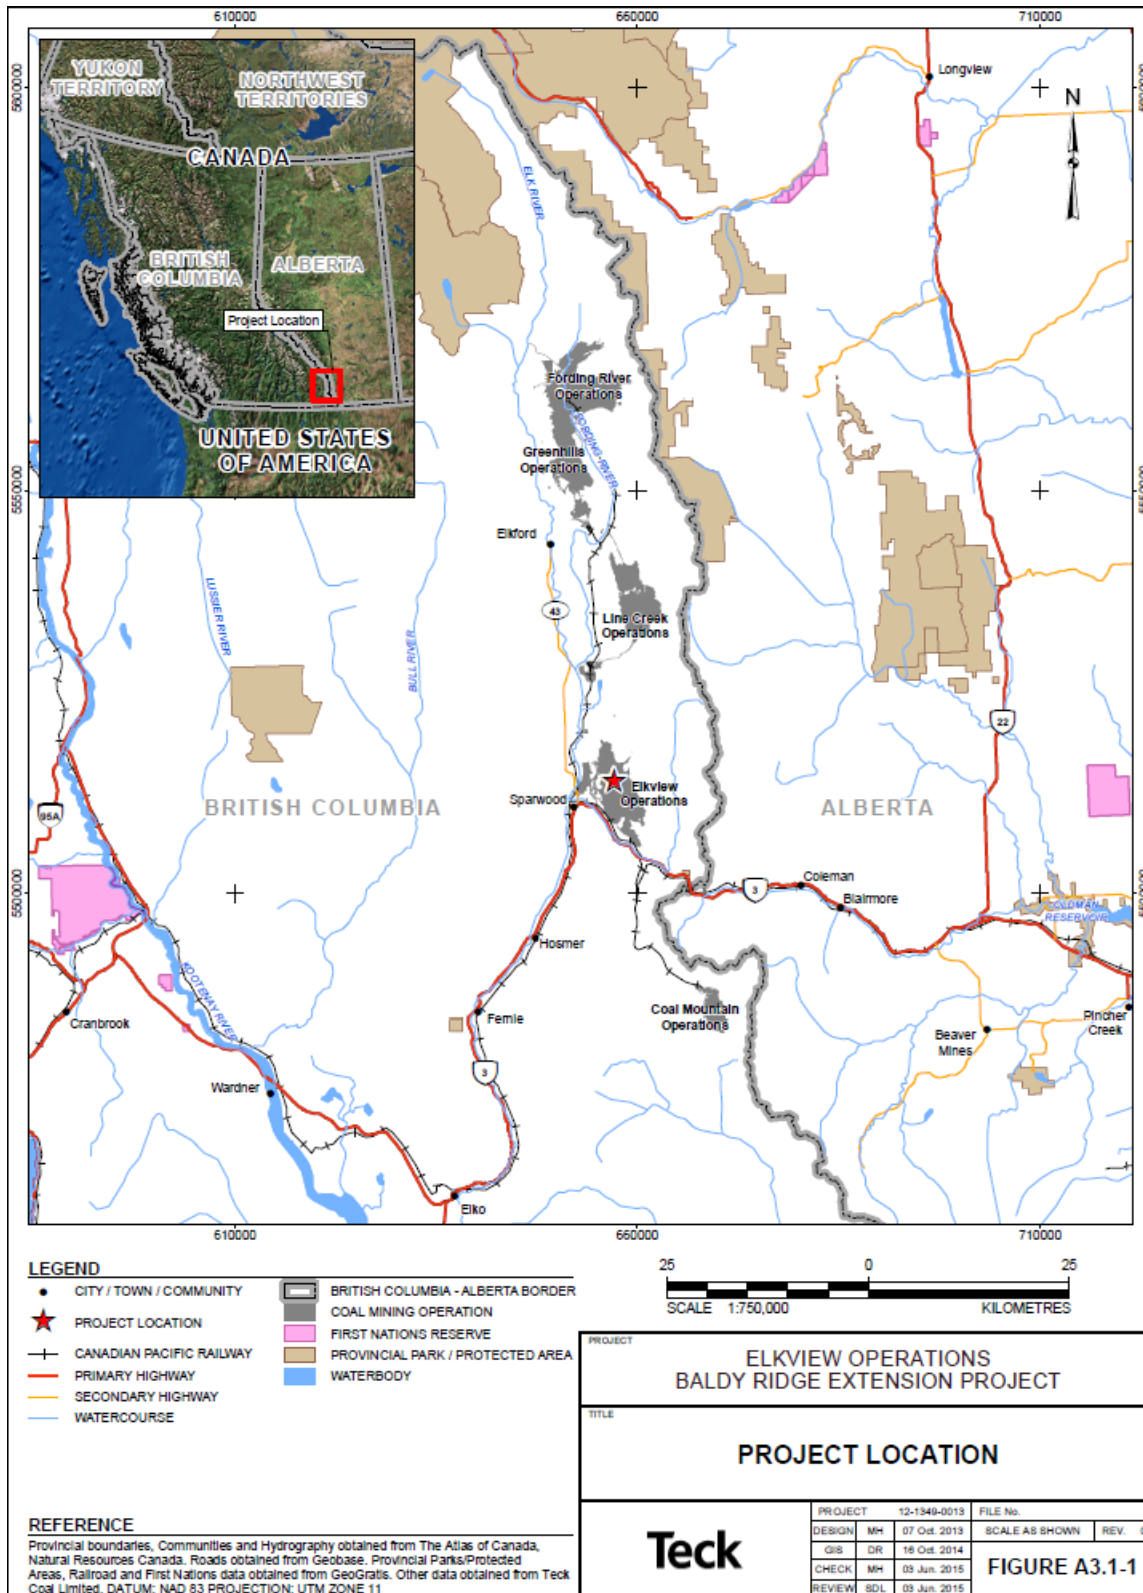 610000
660000
710000
5600000
5550000
5500000
YUKON
TERRITORY
NORTHWEST
TERRITORIES
CANADA
BRITISH
COLUMBIA
ALBERTA
Project Location
UNITED STATES
OF AMERICA
Longview
N
ELK RIVER
Fording River
Operations
FORDING RIVER
Greenhills
Operations
5550000
Elkford
43
Line Creek
Operations
LUSSIER RIVER
BULL RIVER
22
Elkview
Operations
Sparwood
BRITISH COLUMBIA
ALBERTA
95A
Coleman
3
Blairmore
OLDMAN
RESERVOIR
5500000
Hosmer
KOOTENAY RIVER
Cranbrook
Fernie
Coal Mountain
Operations
Pincher
Creek
Beaver
Mines
3
Wardner
Elko
610000
660000
710000
LEGEND
CITY / TOWN / COMMUNITY
PROJECT LOCATION
CANADIAN PACIFIC RAILWAY
PRIMARY HIGHWAY
SECONDARY HIGHWAY
WATERCOURSE
BRITISH COLUMBIA - ALBERTA BORDER
COAL MINING OPERATION
FIRST NATIONS RESERVE
PROVINCIAL PARK / PROTECTED AREA
WATERBODY
25 0 25
SCALE 1:750,000 KILOMETRES
PROJECT
ELKVIEW OPERATIONS
BALDY RIDGE EXTENSION PROJECT
TITLE
PROJECT LOCATION
REFERENCE
Provincial boundaries, Communities and Hydrography obtained from The Atlas of Canada,
Natural Resources Canada. Roads obtained from Geobase. Provincial Parks/Protected
Areas, Railroad and First Nations data obtained from GeoGratis. Other data obtained from Teck
Coal Limited. DATUM: NAD 83 PROJECTION: UTM ZONE 11
Teck
PROJECT 12-1349-0013 FILE No.
DESIGN MH 07 Oct. 2013 SCALE AS SHOWN REV. 0
GIS DR 16 Oct. 2014
CHECK MH 03 Jun. 2015
REVIEW SDL 03 Jun. 2015
FIGURE A3.1-1